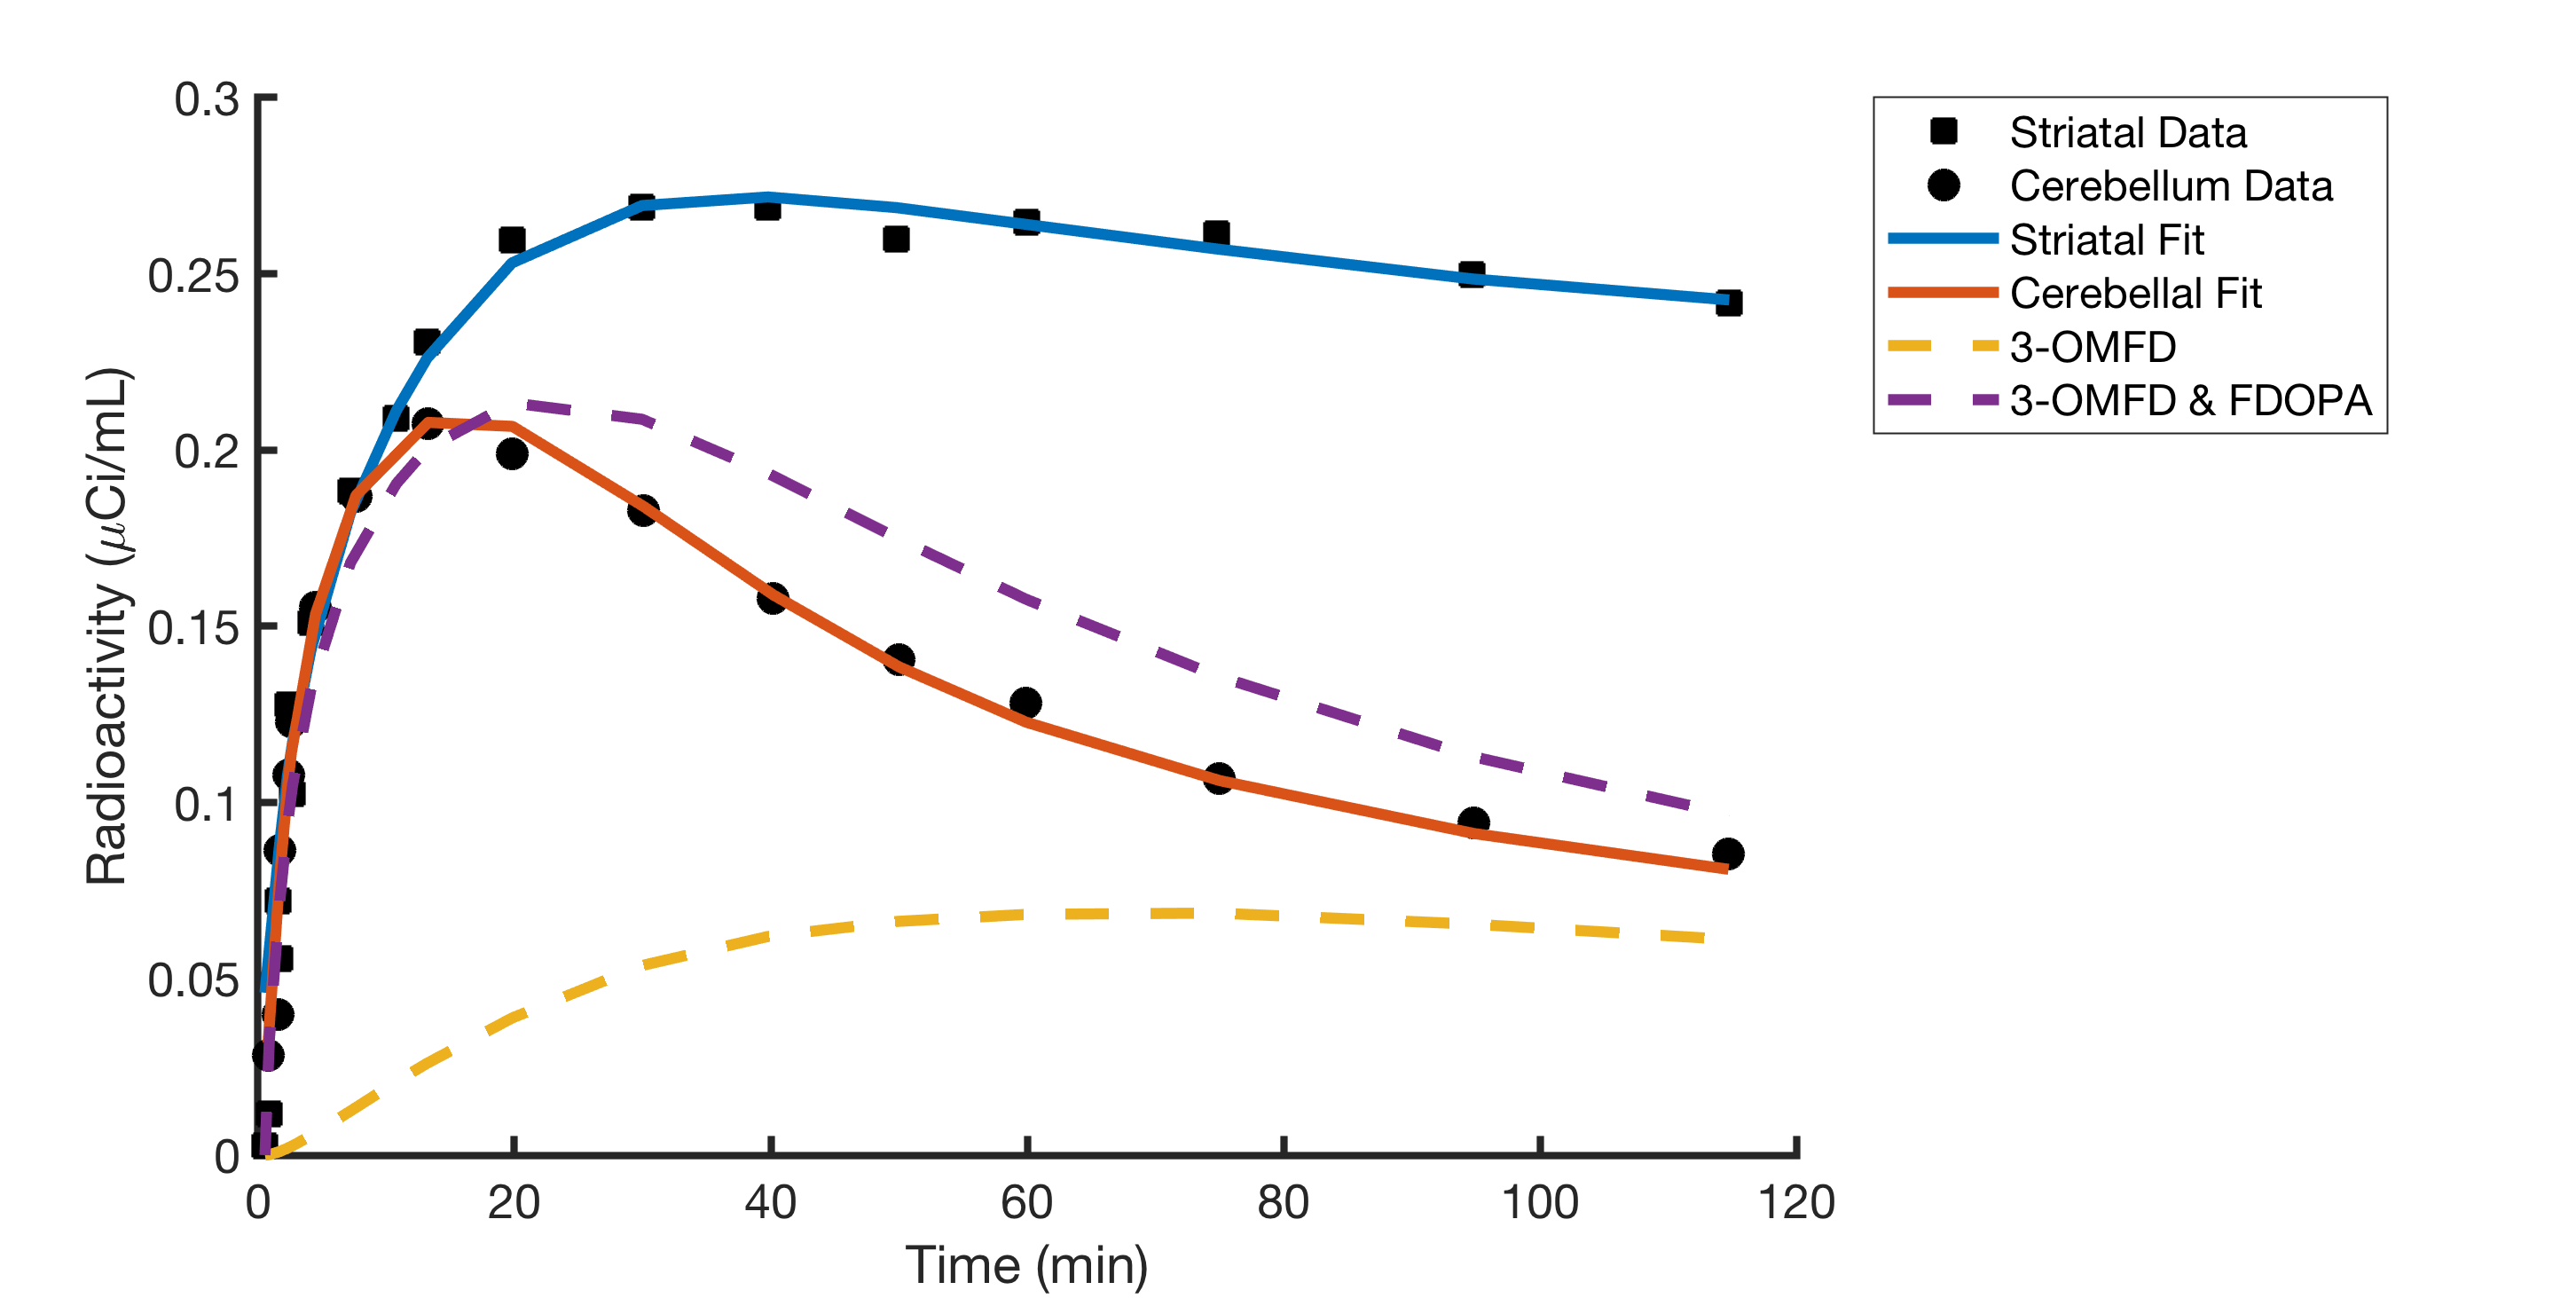 0.3
0.25
0.2
0.15
0.1
0.05
0
Radioactivity (μCi/mL)
0 20 40 60 80 100 120
Time (min)
Striatal Data
Cerebellum Data
Striatal Fit
Cerebellal Fit
3-OMFD
3-OMFD & FDOPA